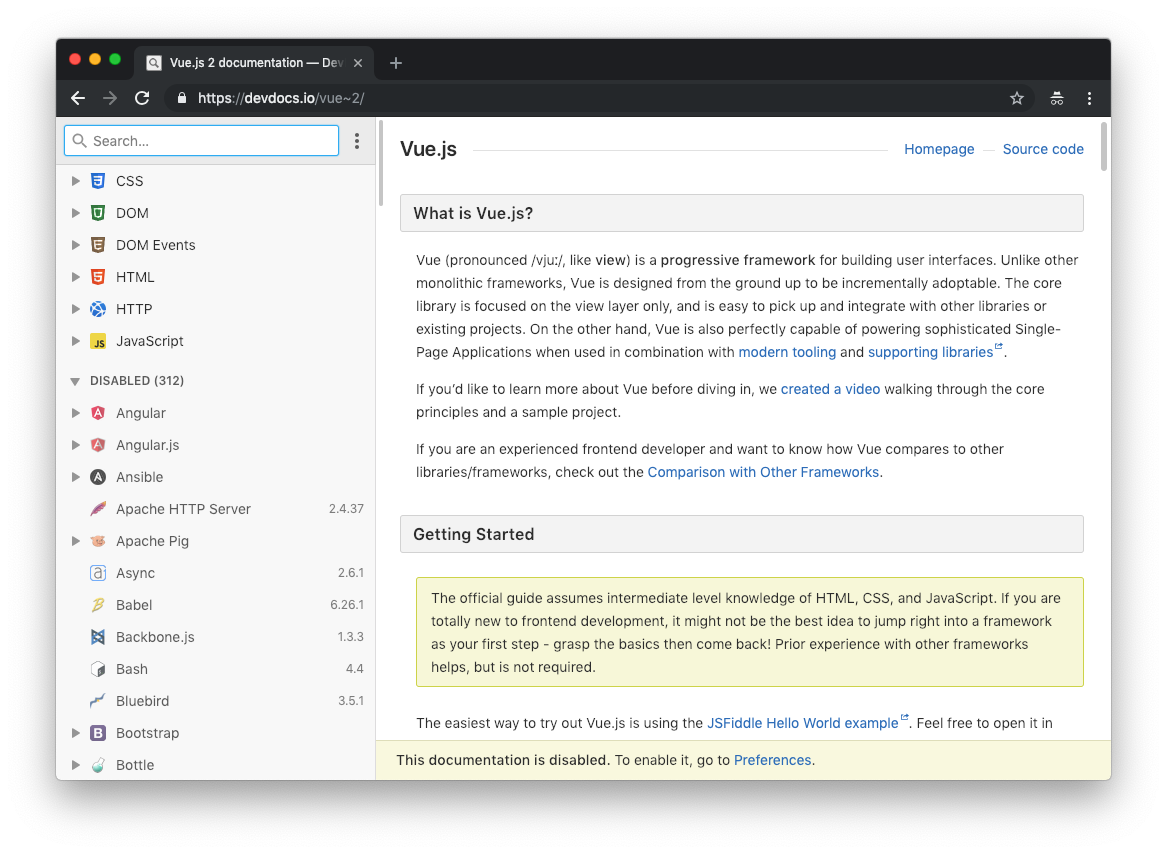 Vue.js 2 documentation — Dev
https://devdocs.io/vue~2/
Search...
CSS
DOM
DOM Events
HTML
HTTP
JavaScript
DISABLED (312)
Angular
Angular.js
Ansible
Apache HTTP Server 2.4.37
Apache Pig
Async 2.6.1
Babel 6.26.1
Backbone.js 1.3.3
Bash 4.4
Bluebird 3.5.1
Bootstrap
Bottle
Vue.js
Homepage — Source code
What is Vue.js?
Vue (pronounced /vjuː/, like view) is a progressive framework for building user interfaces. Unlike other
monolithic frameworks, Vue is designed from the ground up to be incrementally adoptable. The core
library is focused on the view layer only, and is easy to pick up and integrate with other libraries or
existing projects. On the other hand, Vue is also perfectly capable of powering sophisticated Single-
Page Applications when used in combination with modern tooling and supporting libraries.
If you’d like to learn more about Vue before diving in, we created a video walking through the core
principles and a sample project.
If you are an experienced frontend developer and want to know how Vue compares to other
libraries/frameworks, check out the Comparison with Other Frameworks.
Getting Started
The official guide assumes intermediate level knowledge of HTML, CSS, and JavaScript. If you are
totally new to frontend development, it might not be the best idea to jump right into a framework
as your first step - grasp the basics then come back! Prior experience with other frameworks
helps, but is not required.
The easiest way to try out Vue.js is using the JSFiddle Hello World example. Feel free to open it in
This documentation is disabled. To enable it, go to Preferences.